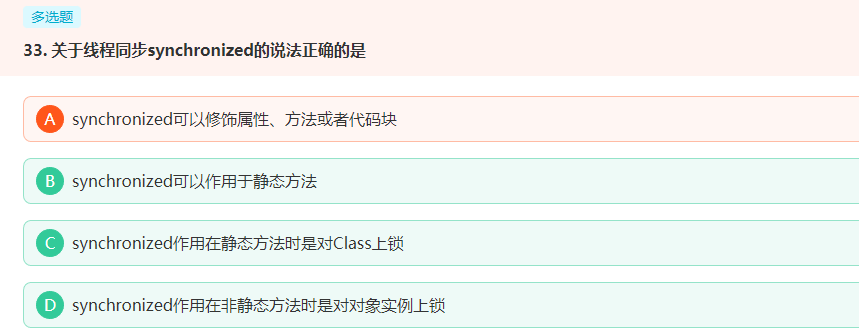 多选题
33. 关于线程同步synchronized的说法正确的是
A synchronized可以修饰属性、方法或者代码块
B synchronized可以作用于静态方法
C synchronized作用在静态方法时是对Class上锁
D synchronized作用在非静态方法时是对对象实例上锁